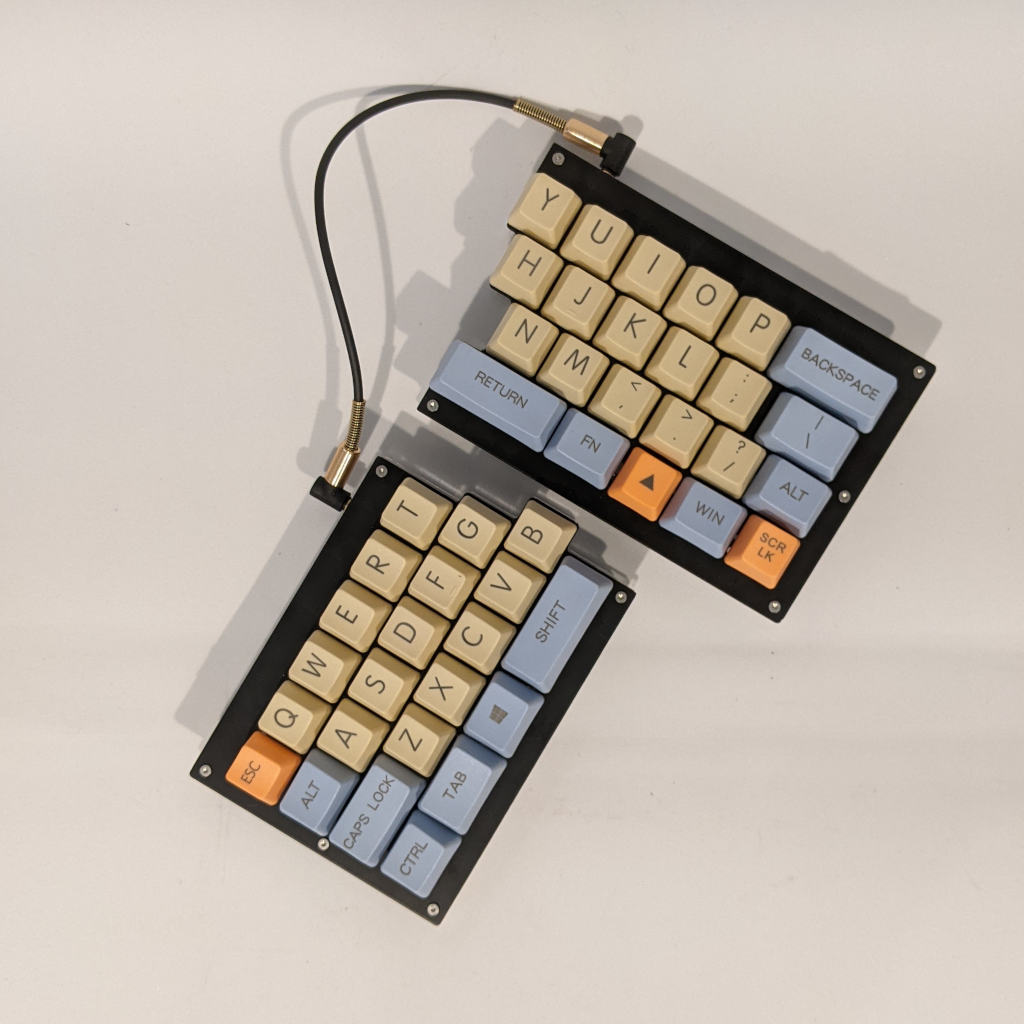 Y
U
I
O
P
BACKSPACE
H
J
K
L
:
;
|
\
N
M
<
,
>
.
?
/
ALT
RETURN
FN
▲
WIN
SCR
LK
ESC
Q
W
E
R
T
ALT
A
S
D
F
G
CAPS LOCK
Z
X
C
V
B
CTRL
TAB
SHIFT